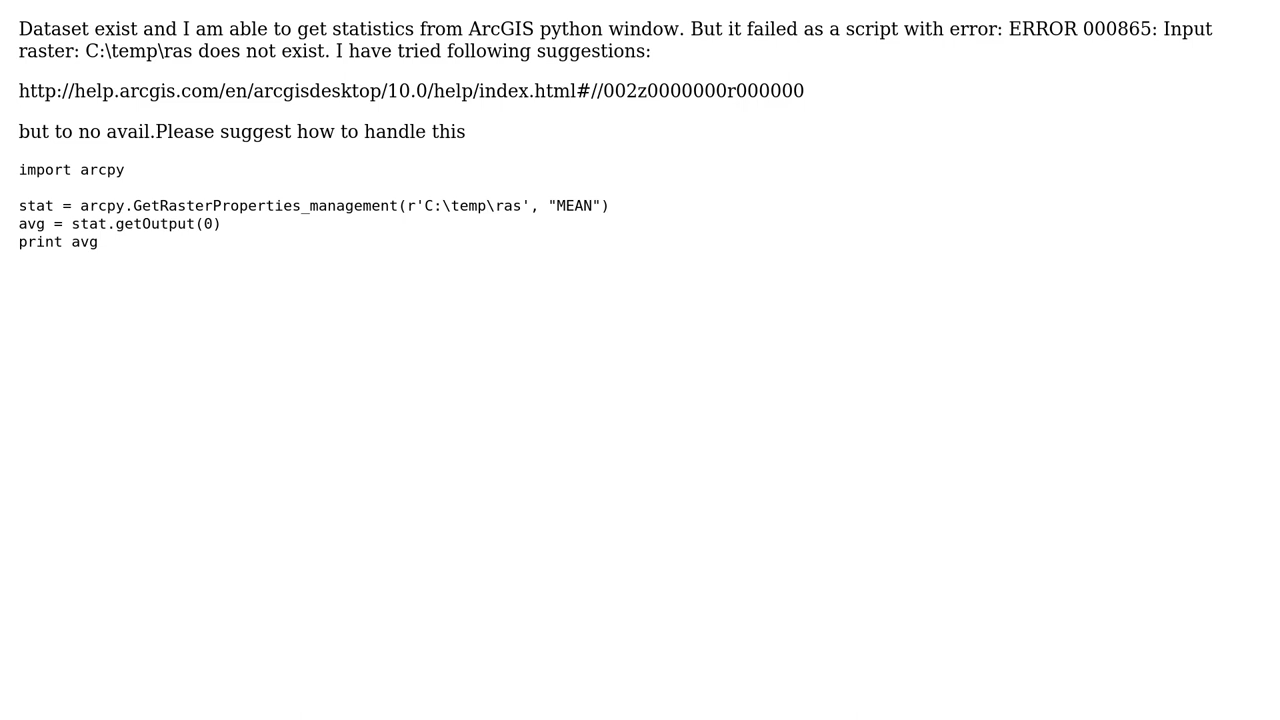 Dataset exist and I am able to get statistics from ArcGIS python window. But it failed as a script with error: ERROR 000865: Input
raster: C:\temp\ras does not exist. I have tried following suggestions:
http://help.arcgis.com/en/arcgisdesktop/10.0/help/index.html#//002z0000000r000000
but to no avail.Please suggest how to handle this
import arcpy
stat = arcpy.GetRasterProperties_management(r'C:\temp\ras', "MEAN")
avg = stat.getOutput(0)
print avg